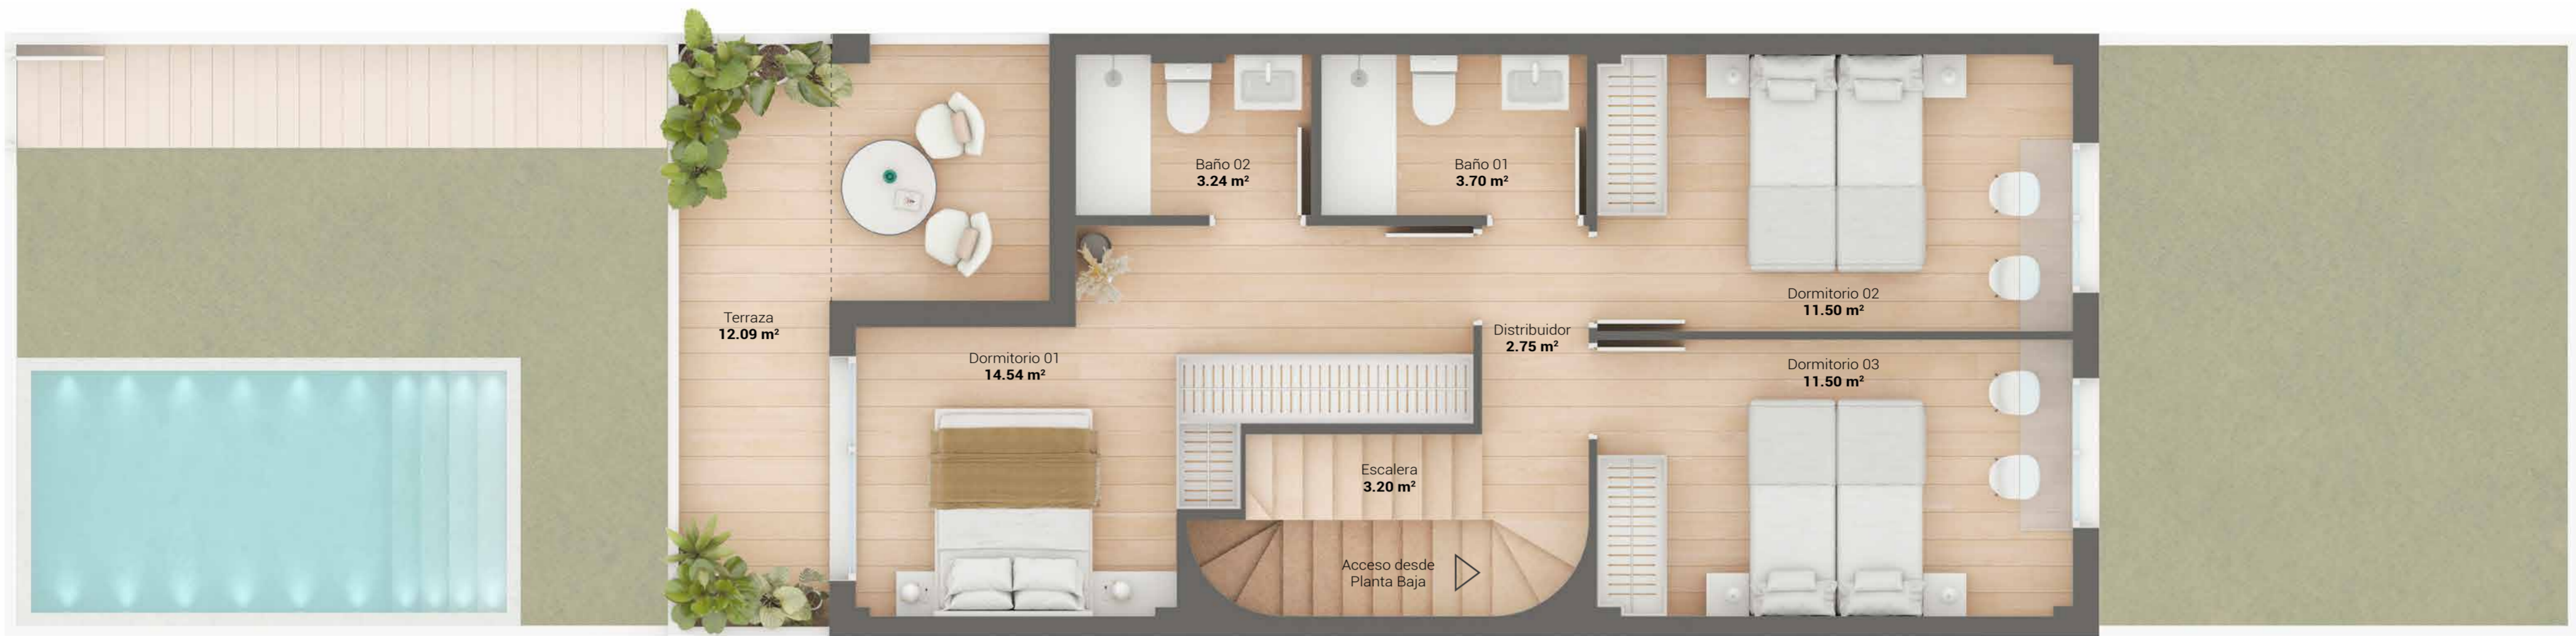 Baño 02
3.24 m²
Baño 01
3.70 m²
Dormitorio 02
11.50 m²
Terraza
12.09 m²
Distribuidor
2.75 m²
Dormitorio 01
14.54 m²
Dormitorio 03
11.50 m²
Escalera
3.20 m²
Acceso desde
Planta Baja